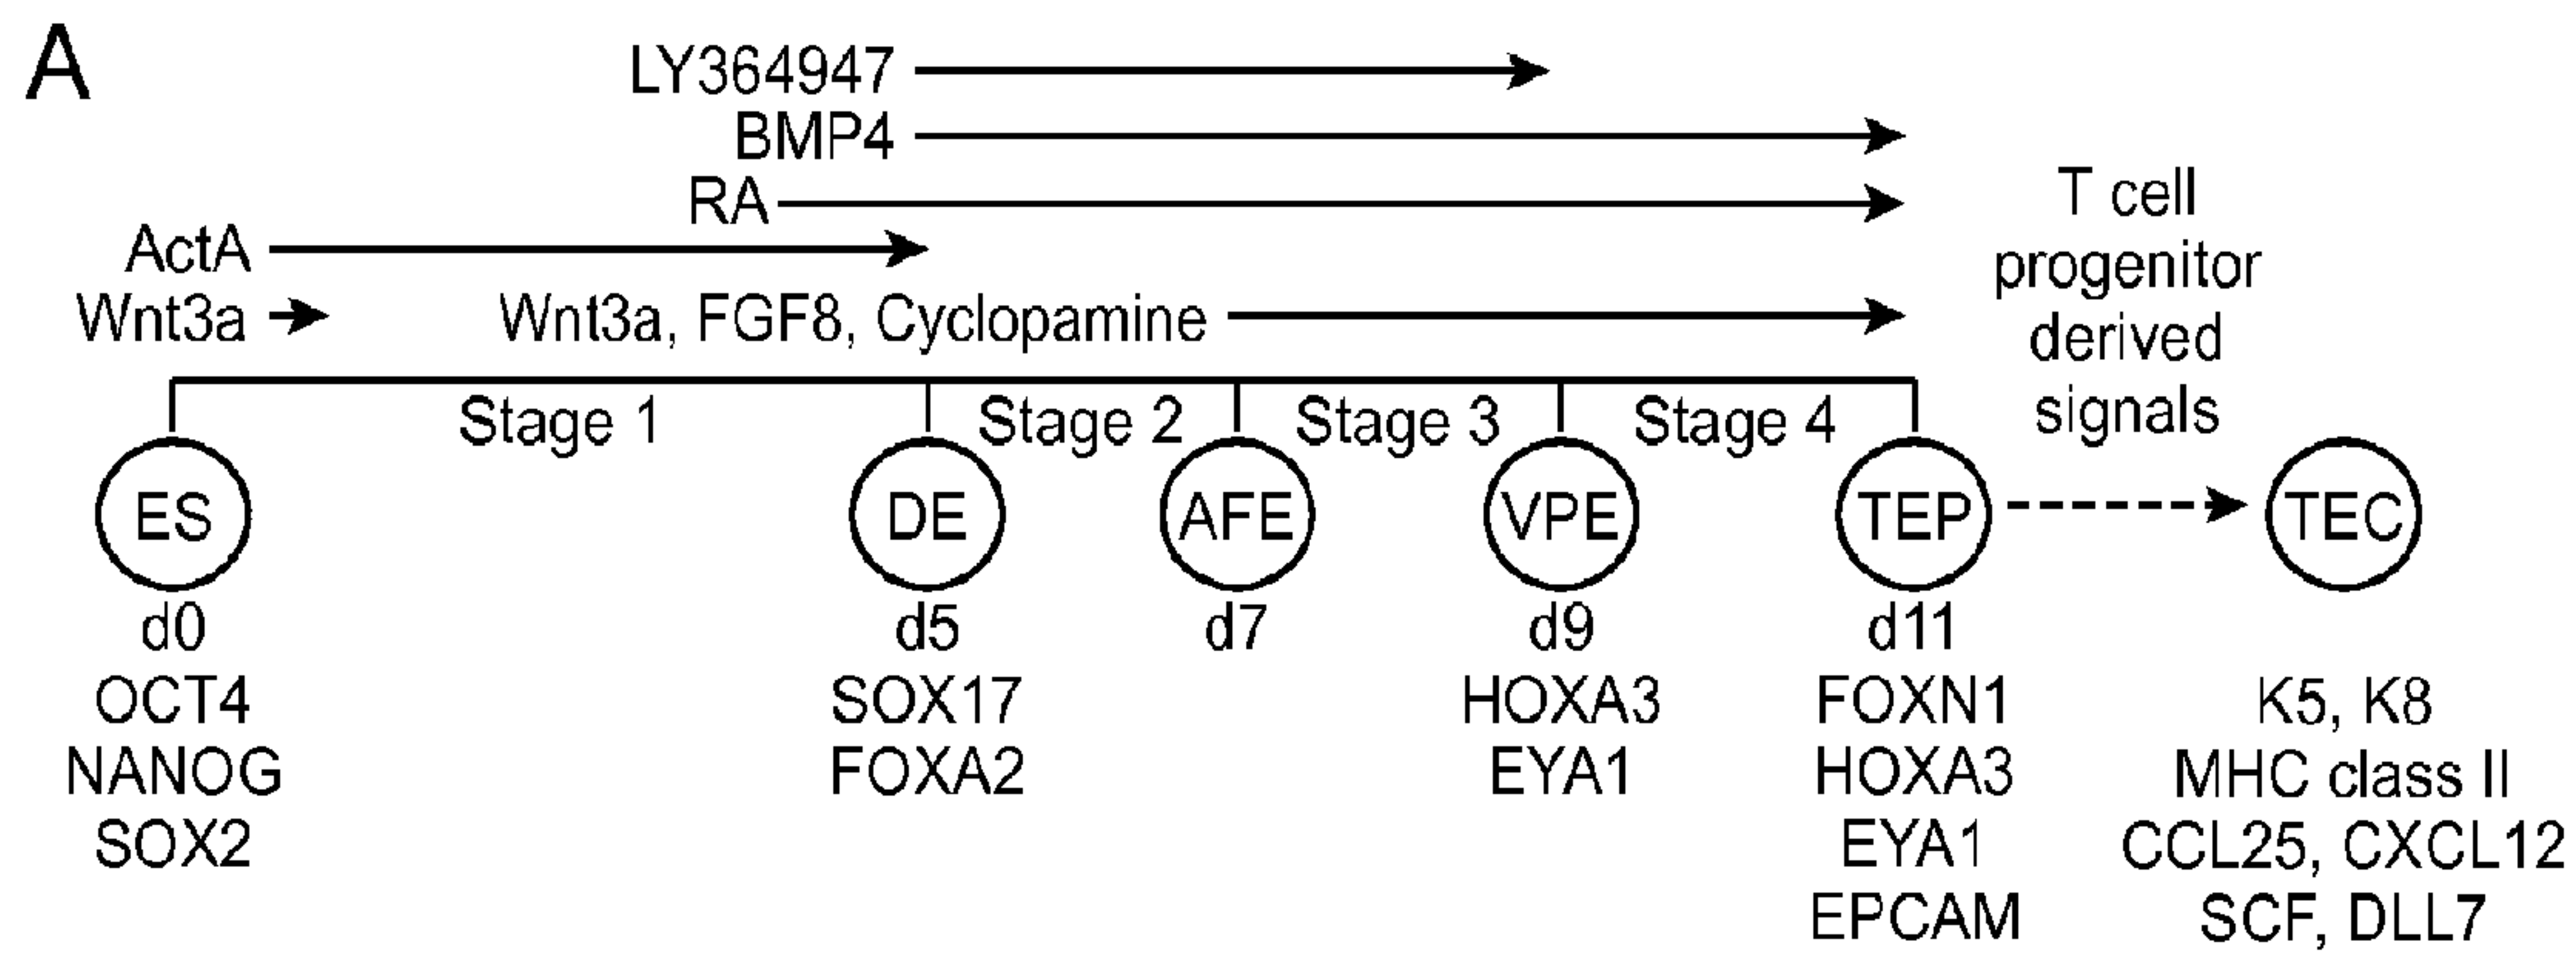 A
LY364947
BMP4
RA
ActA
Wnt3a
Wnt3a, FGF8, Cyclopamine
T cell
progenitor
derived
signals
Stage 1
Stage 2
Stage 3
Stage 4
ES
DE
AFE
VPE
TEP
TEC
d0
d5
d7
d9
d11
OCT4
NANOG
SOX2
SOX17
FOXA2
HOXA3
EYA1
FOXN1
HOXA3
EYA1
EPCAM
K5, K8
MHC class II
CCL25, CXCL12
SCF, DLL7